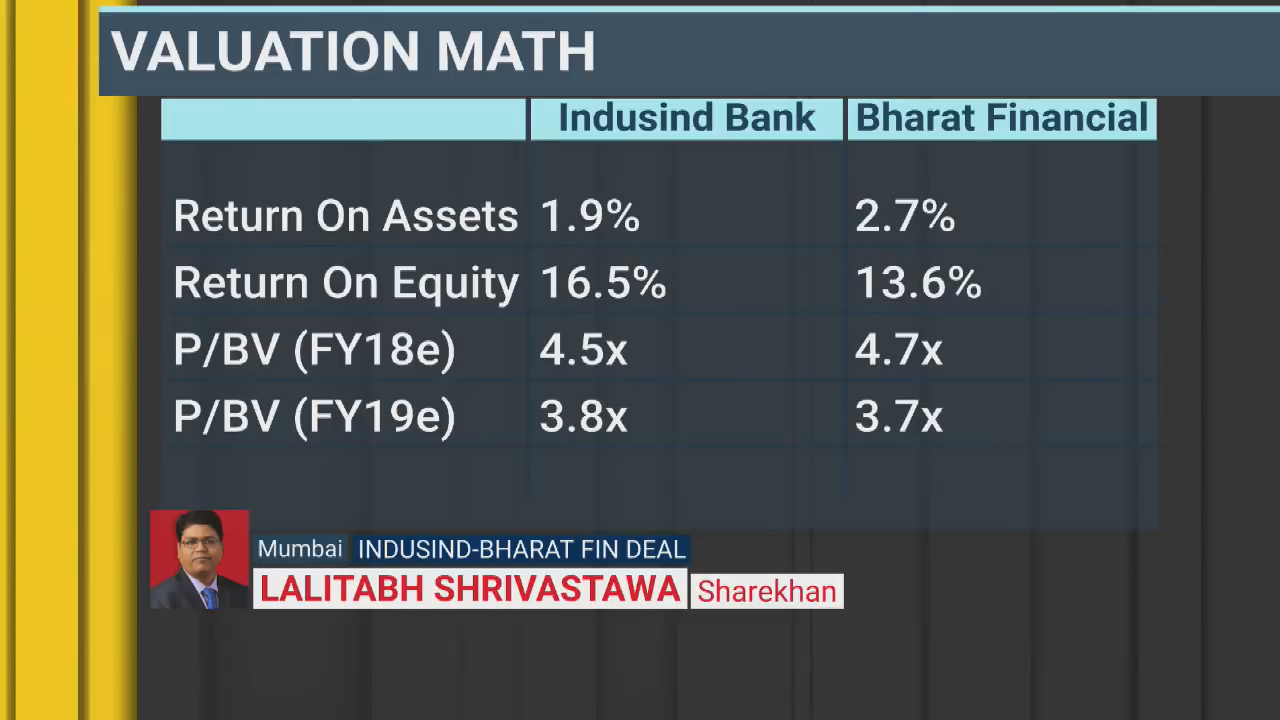 VALUATION MATH
Indusind Bank Bharat Financial
Return On Assets 1.9% 2.7%
Return On Equity 16.5% 13.6%
P/BV (FY18e) 4.5x 4.7x
P/BV (FY19e) 3.8x 3.7x
Mumbai INDUSIND-BHARAT FIN DEAL
LALITABH SHRIVASTAWA Sharekhan